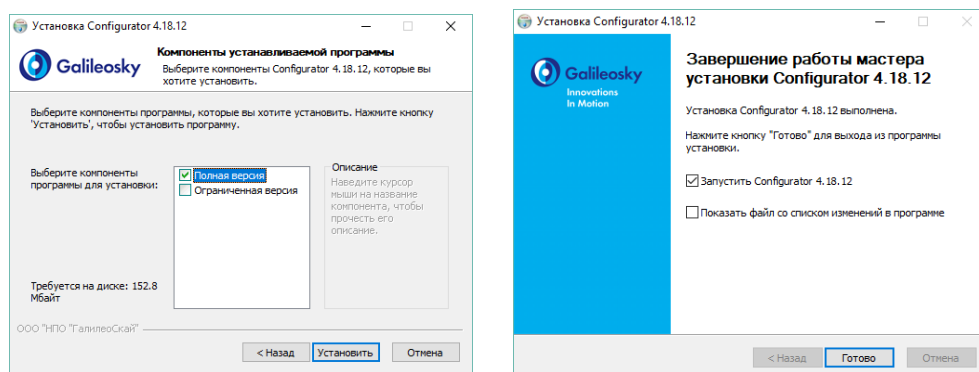 Установка Configurator 4.18.12
Galileosky
Компоненты устанавливаемой программы
Выберите компоненты Configurator 4.18.12, которые вы
хотите установить.
Выберите компоненты программы, которые вы хотите установить. Нажмите кнопку
'Установить', чтобы установить программу.
Выберите компоненты
программы для установки:
Полная версия
Ограниченная версия
Описание
Наведите курсор
мыши на название
компонента, чтобы
прочесть его
описание.
Требуется на диске: 152.8
Мбайт
ООО "НПО "ГалилеоСкай"
< Назад
Установить
Отмена
Установка Configurator 4.18.12
Galileosky
Innovations
In Motion
Завершение работы мастера
установки Configurator 4.18.12
Установка Configurator 4.18.12 выполнена.
Нажмите кнопку "Готово" для выхода из программы
установки.
Запустить Configurator 4.18.12
Показать файл со списком изменений в программе
< Назад
Готово
Отмена